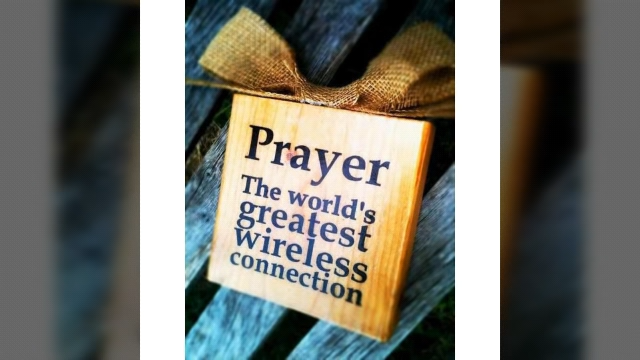 Prayer
The world's
greatest
wireless
connection